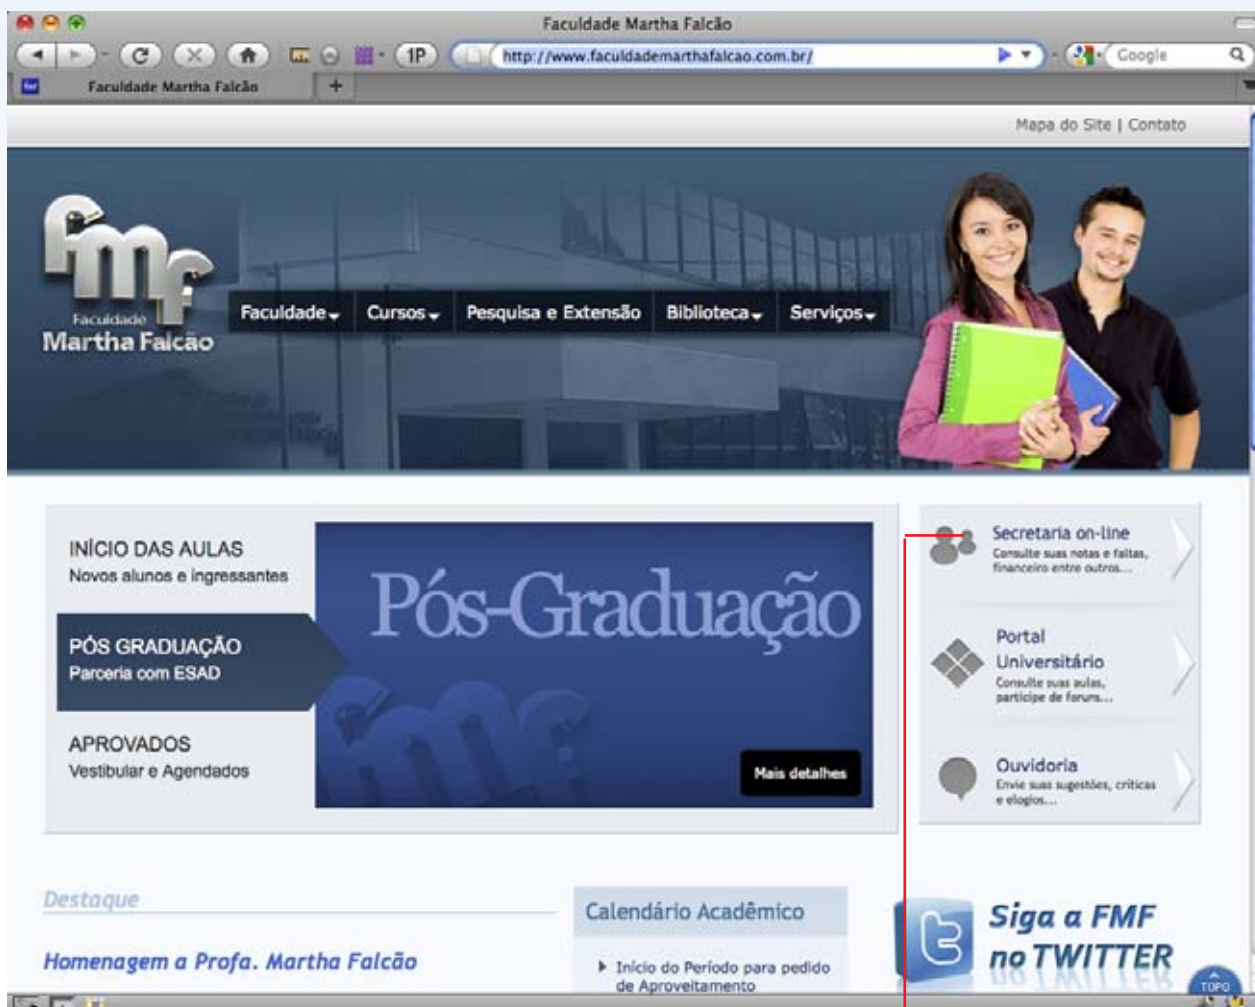 Faculdade Martha Falcão
1P
http://www.faculdademarthafalcao.com.br/
Google
fmf
Faculdade Martha Falcão
+
Mapa do Site | Contato
fmf
Faculdade
Martha Falcão
Faculdade
Cursos
Pesquisa e Extensão
Biblioteca
Serviços
INÍCIO DAS AULAS
Novos alunos e ingressantes
PÓS GRADUAÇÃO
Parceria com ESAD
APROVADOS
Vestibular e Agendados
Pós-Graduação
fmf
Mais detalhes
Secretaria on-line
Consulte suas notas e faltas,
financeiro entre outros...
Portal
Universitário
Consulte suas aulas,
participe de foruns...
Ouvidoria
Envie suas sugestões, críticas
e elogios...
Destaque
Homenagem a Profa. Martha Falcão
Calendário Acadêmico
Início do Período para pedido
de Aproveitamento
Siga a FMF
no TWITTER
TOPO